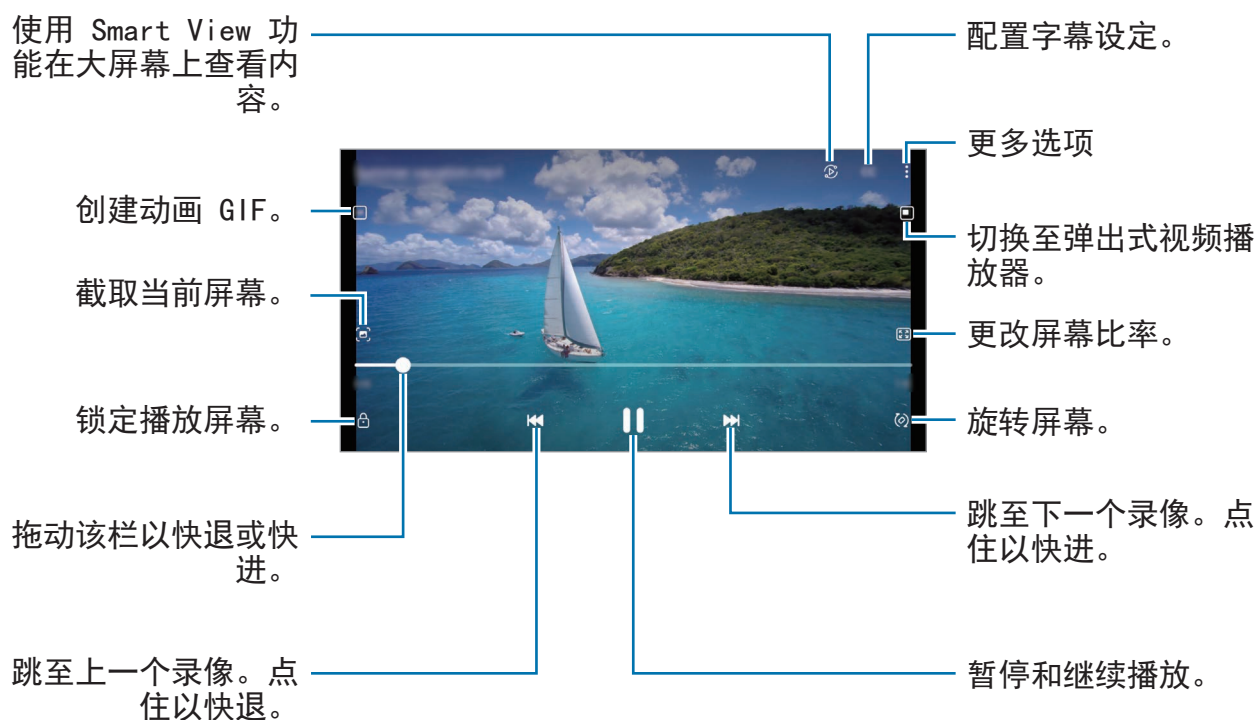 使用 Smart View 功
能在大屏幕上查看内
容。
配置字幕设定。
更多选项
创建动画 GIF。
切换至弹出式视频播
放器。
截取当前屏幕。
更改屏幕比率。
锁定播放屏幕。
旋转屏幕。
拖动该栏以快退或快
进。
跳至下一个录像。点
住以快进。
跳至上一个录像。点
住以快退。
暂停和继续播放。